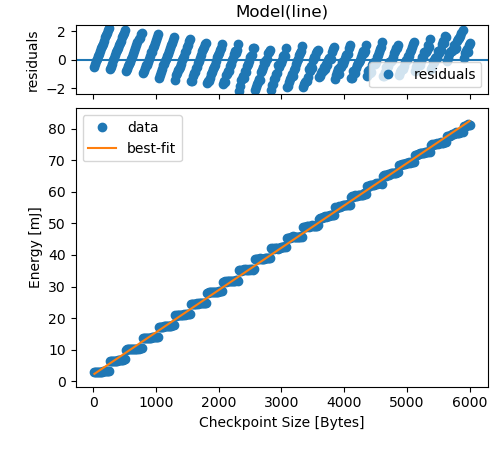 Model(line)
2
0
−2
residuals
residuals
80
70
60
50
40
30
20
10
0
Energy [mJ]
data
best-fit
0 1000 2000 3000 4000 5000 6000
Checkpoint Size [Bytes]